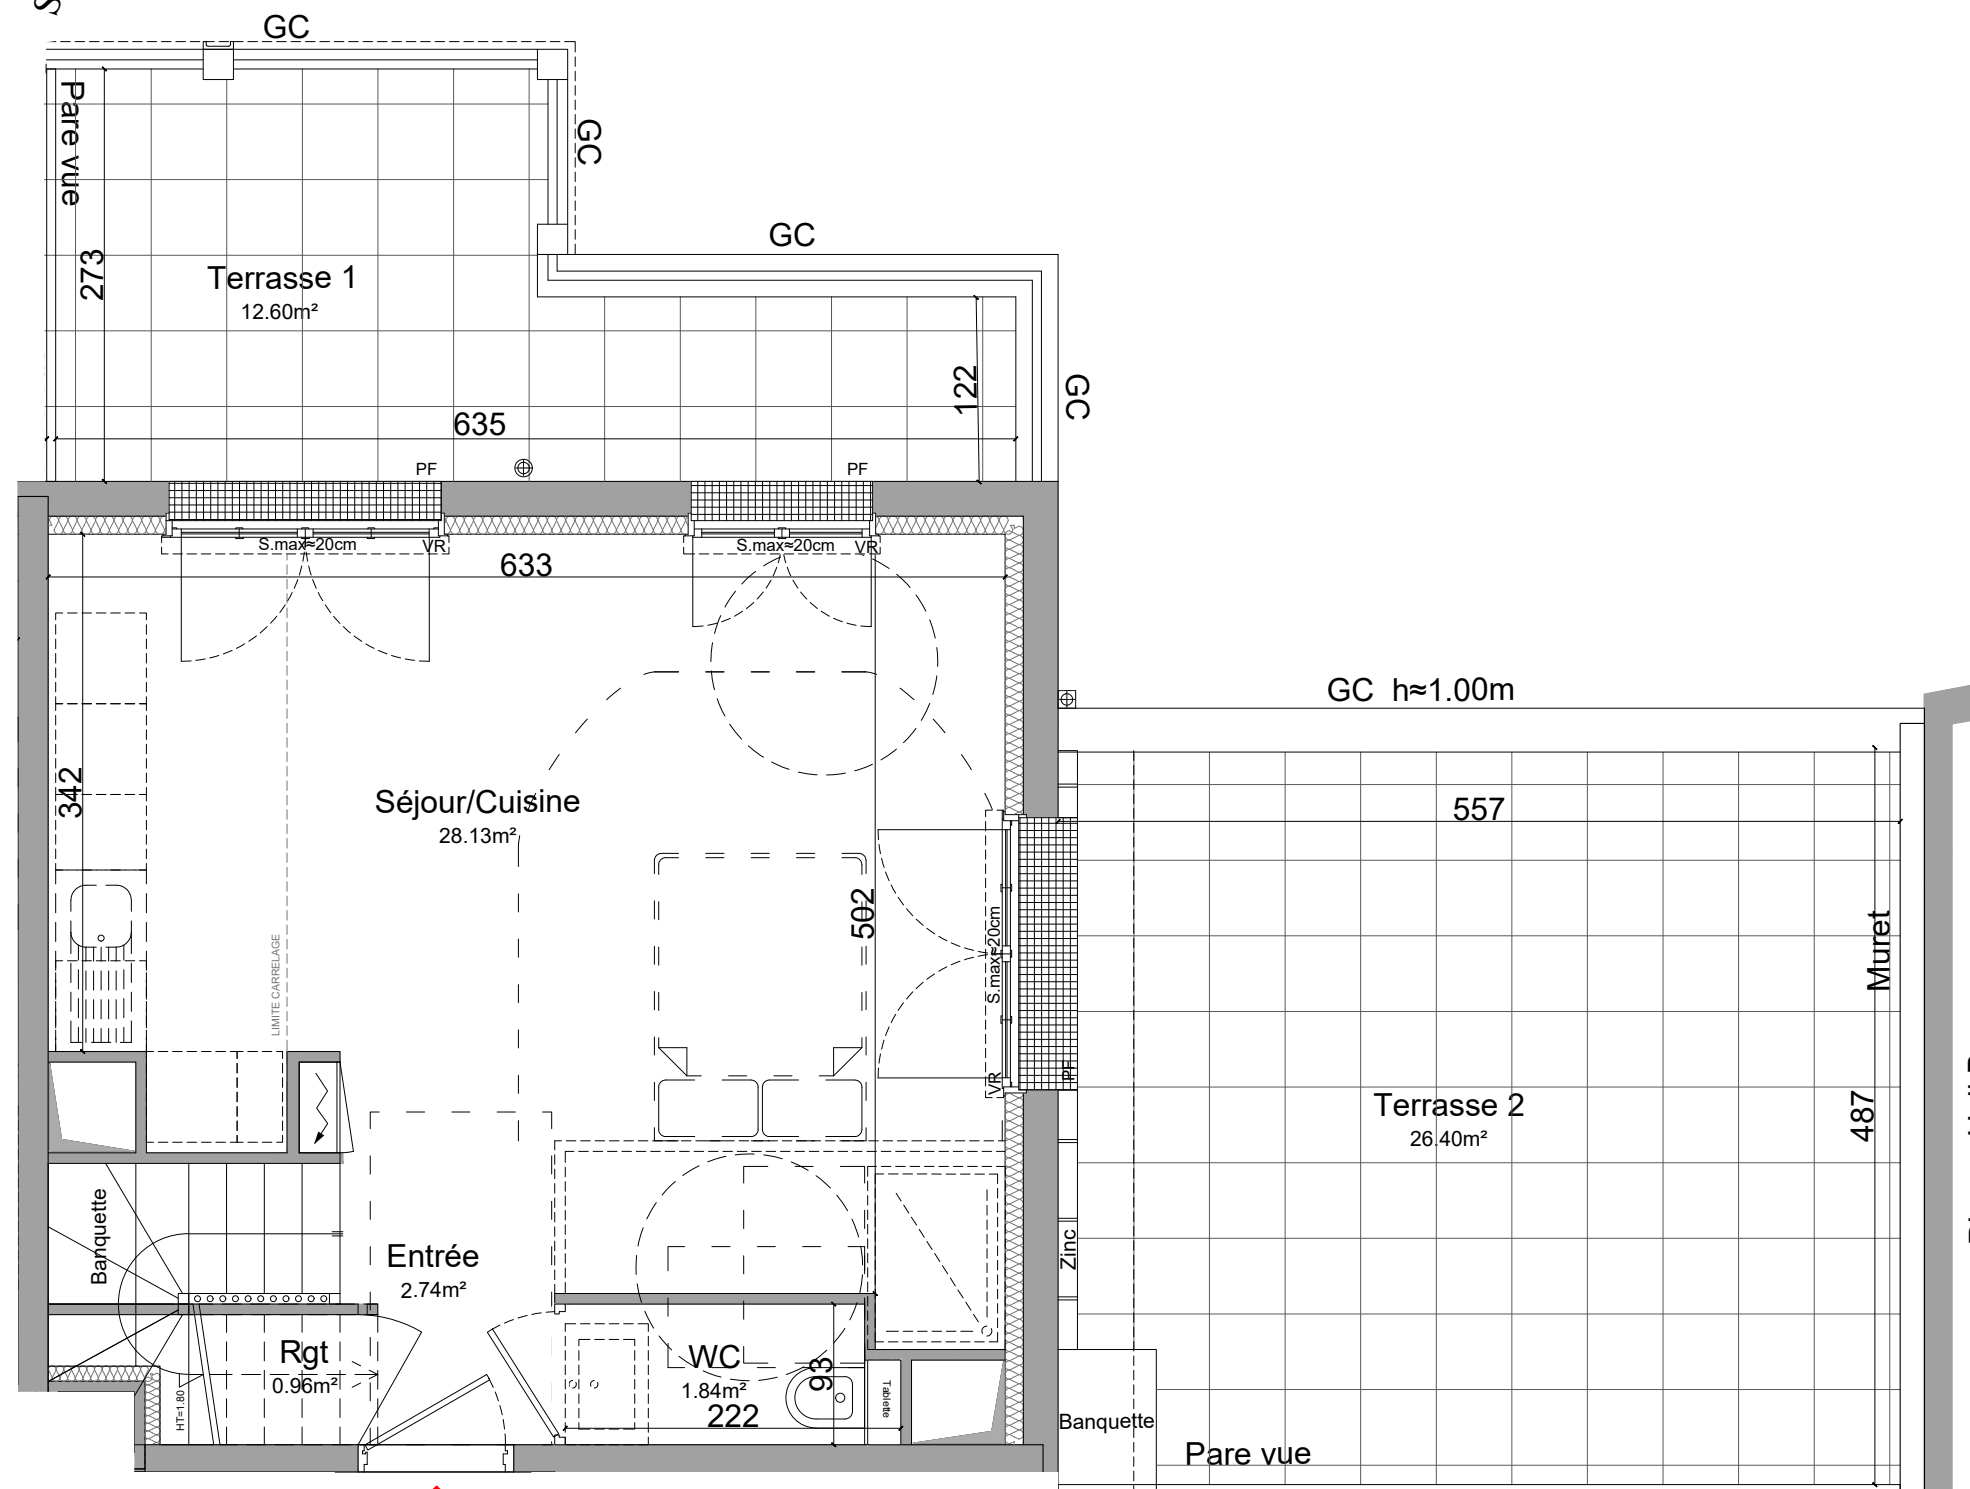 GC
Pare vue
GC
GC
273
Terrasse 1
12.60m²
122
GC
635
PF
PF
S.max≈20cm
VR
S.max≈20cm
VR
633
GC h≈1.00m
342
Séjour/Cuisine
28.13m²
557
502
S.max≈20cm
Muret
LIMITE CARRELAGE
VR
PF
Terrasse 2
26.40m²
487
Banquette
Entrée
2.74m²
Zinc
Rgt
0.96m²
HT=1.80
WC
1.84m²
93
222
Tablette
Banquette
Pare vue